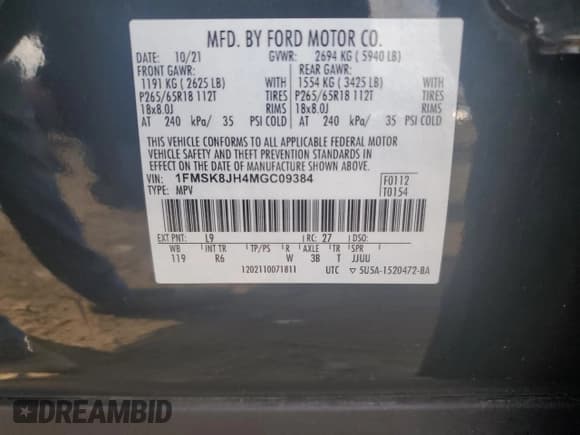 MFD. BY FORD MOTOR CO.
DATE: 10/21 GVWR: 2694 KG ( 5940 LB)
FRONT GAWR: REAR GAWR:
1191 KG ( 2625 LB) WITH 1554 KG ( 3425 LB) WITH
P265/65R18 112T TIRES P265/65R18 112T TIRES
18x8.0J RIMS 18x8.0J RIMS
AT 240 kPa/ 35 PSI COLD AT 240 kPa/ 35 PSI COLD
THIS VEHICLE CONFORMS TO ALL APPLICABLE FEDERAL MOTOR
VEHICLE SAFETY AND THEFT PREVENTION STANDARDS IN
EFFECT ON THE DATE OF MANUFACTURE SHOWN ABOVE.
VIN: 1FMSK8JH4MGC09384 F0112
TYPE: MPV T0154
EXT PNT: L9 RC: 27 DSO:
WB INT TR TP/PS R AXLE TR SPR
119 R6 W 3B T JJUU
1202110071811 UTC ▽ 5U5A-1520472-BA
DREAMBID